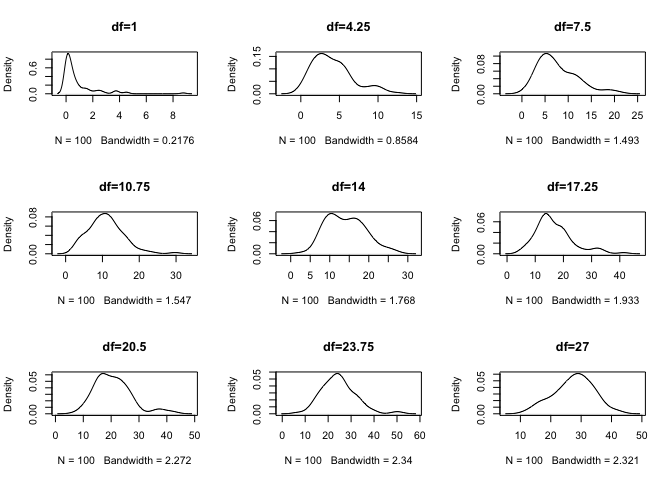 df=1
df=4.25
df=7.5
Density
0.0 0.6
0 2 4 6 8
N = 100 Bandwidth = 0.2176
Density
0.00 0.15
0 5 10 15
N = 100 Bandwidth = 0.8584
Density
0.00 0.08
0 5 10 15 20 25
N = 100 Bandwidth = 1.493
df=10.75
df=14
df=17.25
Density
0.00 0.08
0 10 20 30
N = 100 Bandwidth = 1.547
Density
0.00 0.06
0 5 10 20 30
N = 100 Bandwidth = 1.768
Density
0.00 0.06
0 10 20 30 40
N = 100 Bandwidth = 1.933
df=20.5
df=23.75
df=27
Density
0.00 0.05
0 10 20 30 40 50
N = 100 Bandwidth = 2.272
Density
0.00 0.05
0 10 20 30 40 50 60
N = 100 Bandwidth = 2.34
Density
0.00 0.05
10 20 30 40 50
N = 100 Bandwidth = 2.321